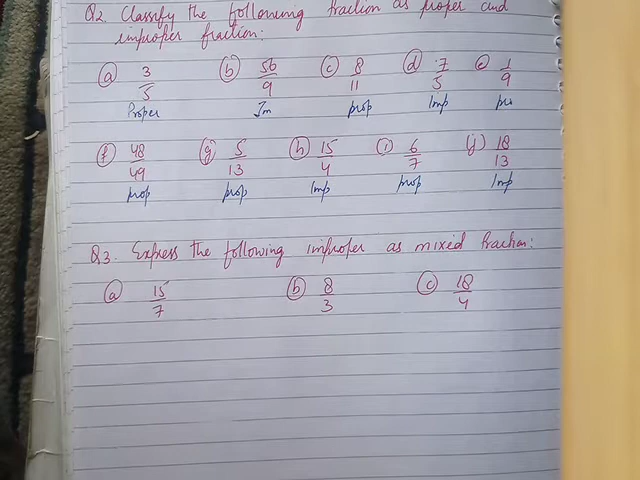 Q2. Classify the following fraction as proper and
improper fraction:
(a) 3/5 (b) 56/9 (c) 8/11 (d) 7/5 (e) 1/9
Proper Im prop Imp pro
(f) 48/49 (g) 5/13 (h) 15/4 (i) 6/7 (j) 18/13
prop prop Imp prop Imp
Q3. Express the following improper as mixed fraction:
(a) 15/7 (b) 8/3 (c) 18/4